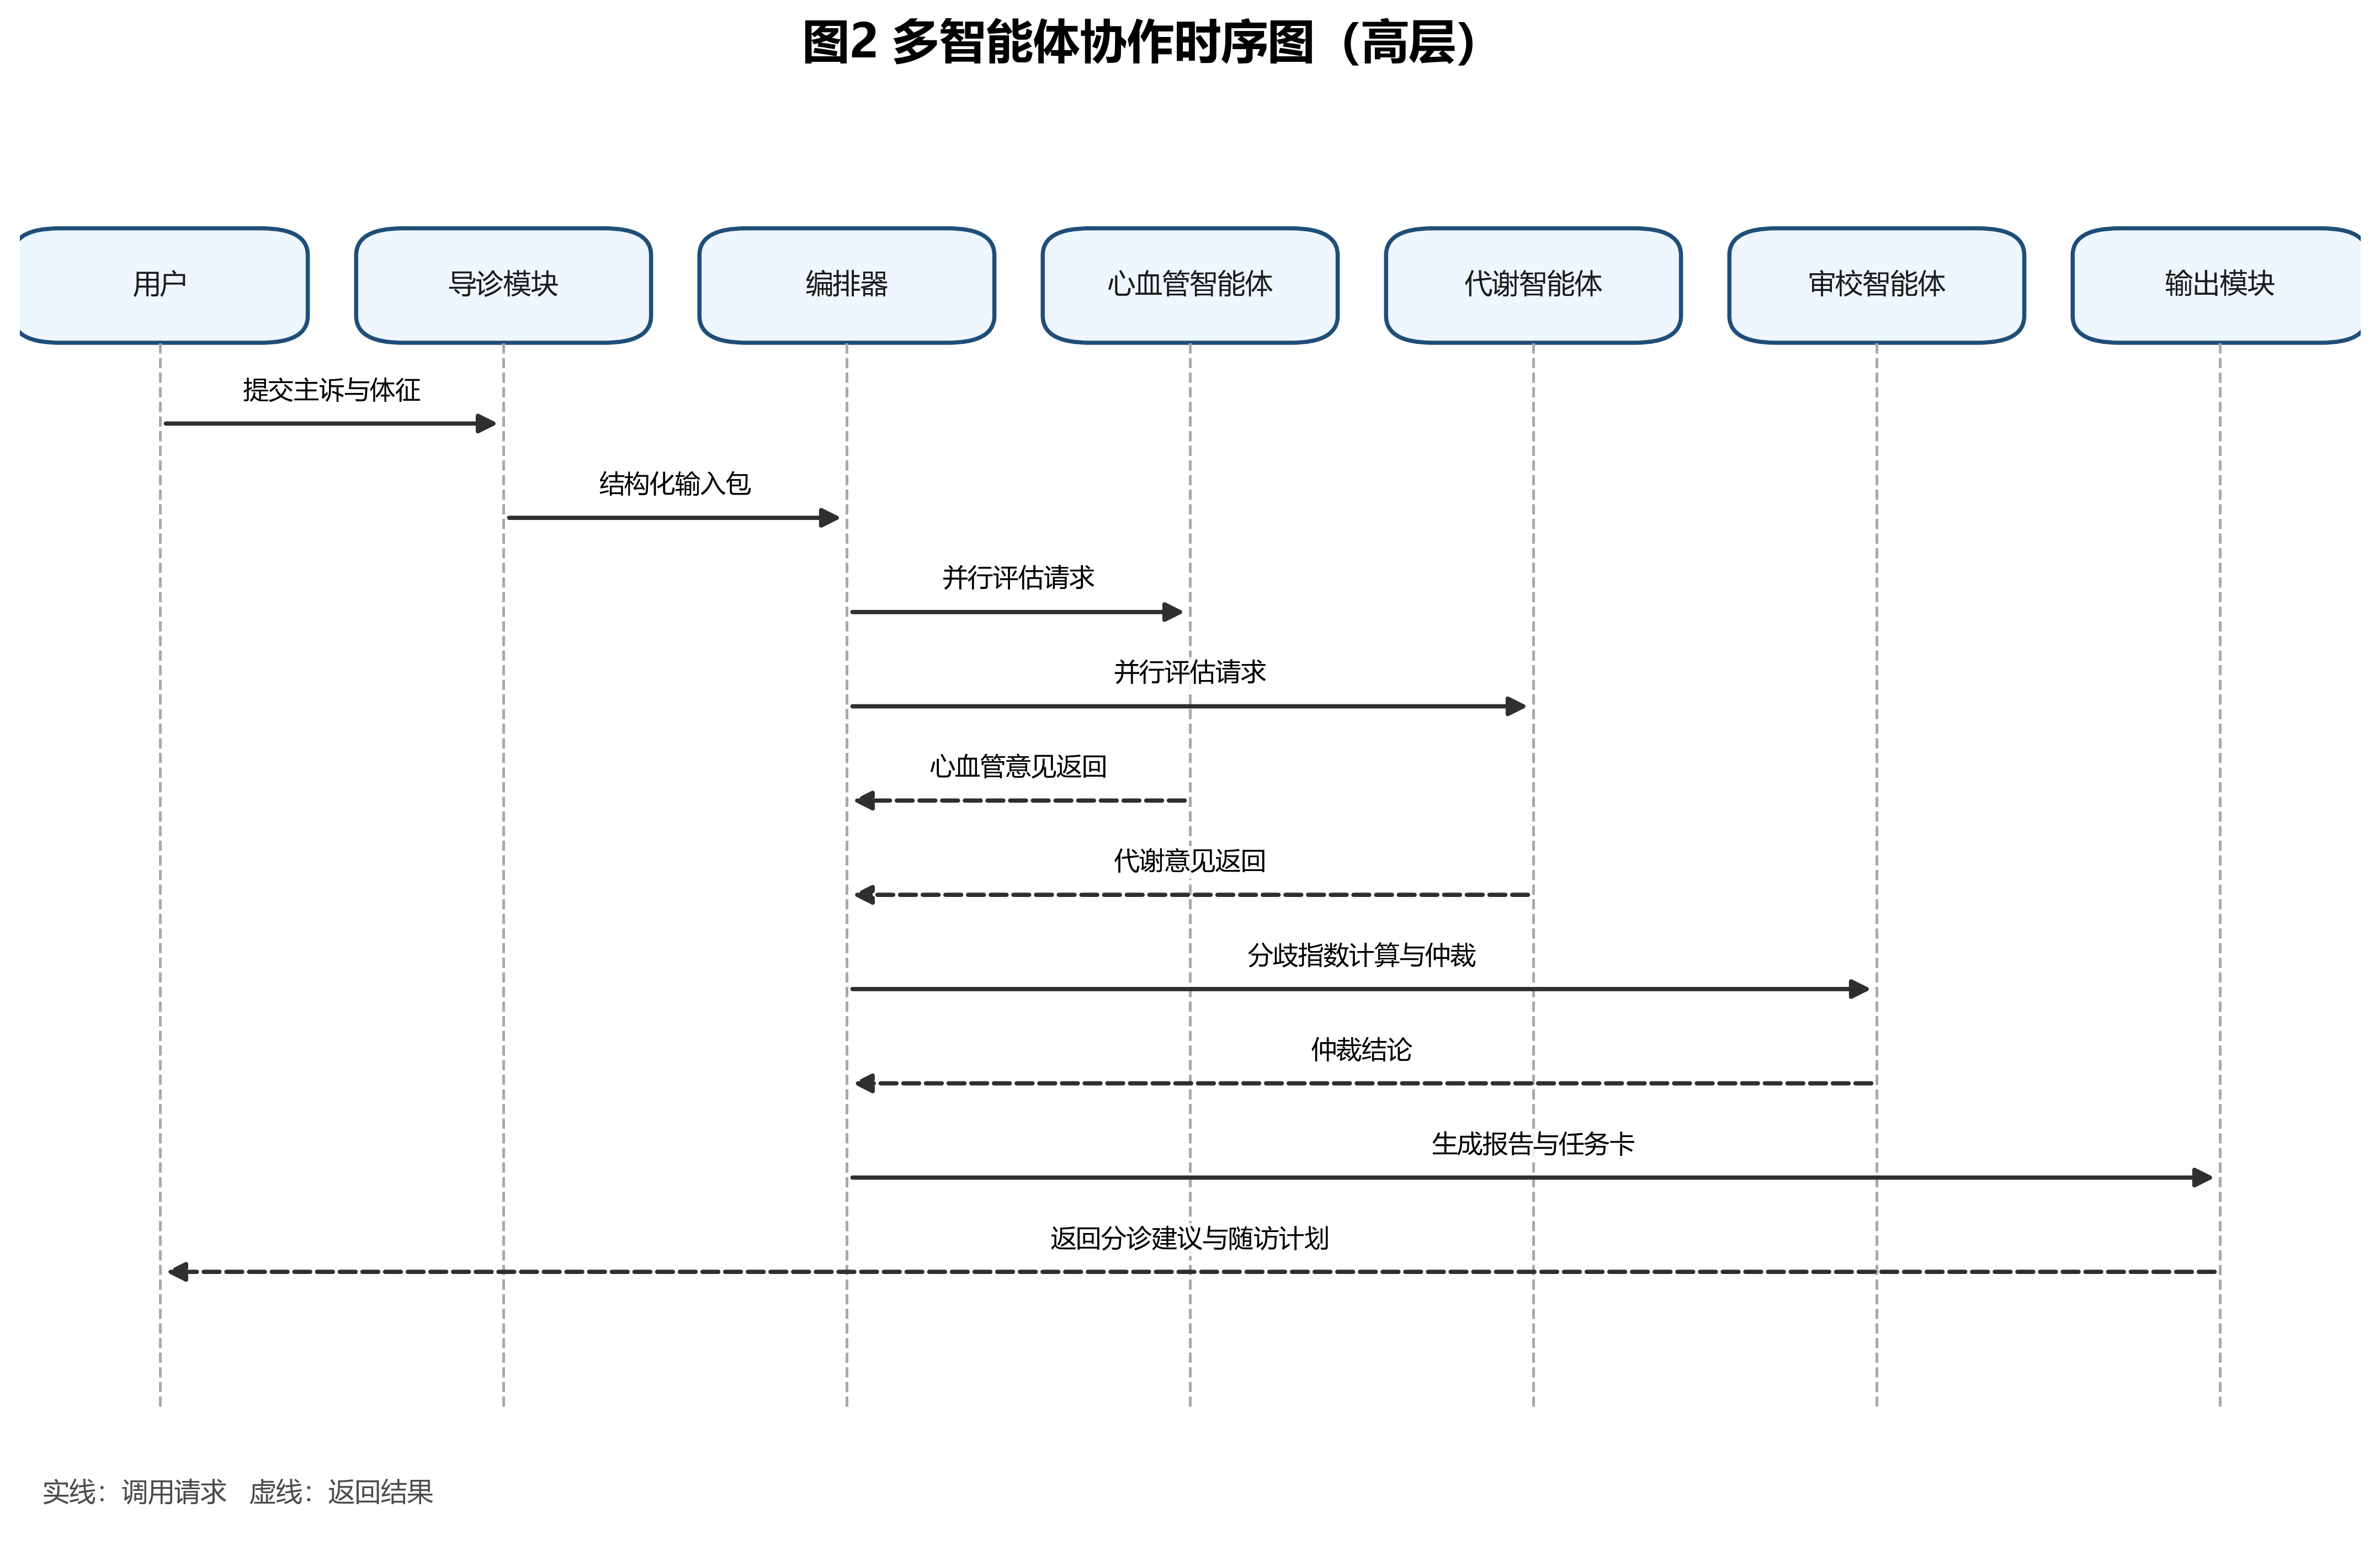 图2 多智能体协作时序图（高层）
用户
导诊模块
编排器
心血管智能体
代谢智能体
审校智能体
输出模块
提交主诉与体征
结构化输入包
并行评估请求
并行评估请求
心血管意见返回
代谢意见返回
分歧指数计算与仲裁
仲裁结论
生成报告与任务卡
返回分诊建议与随访计划
实线：调用请求 虚线：返回结果